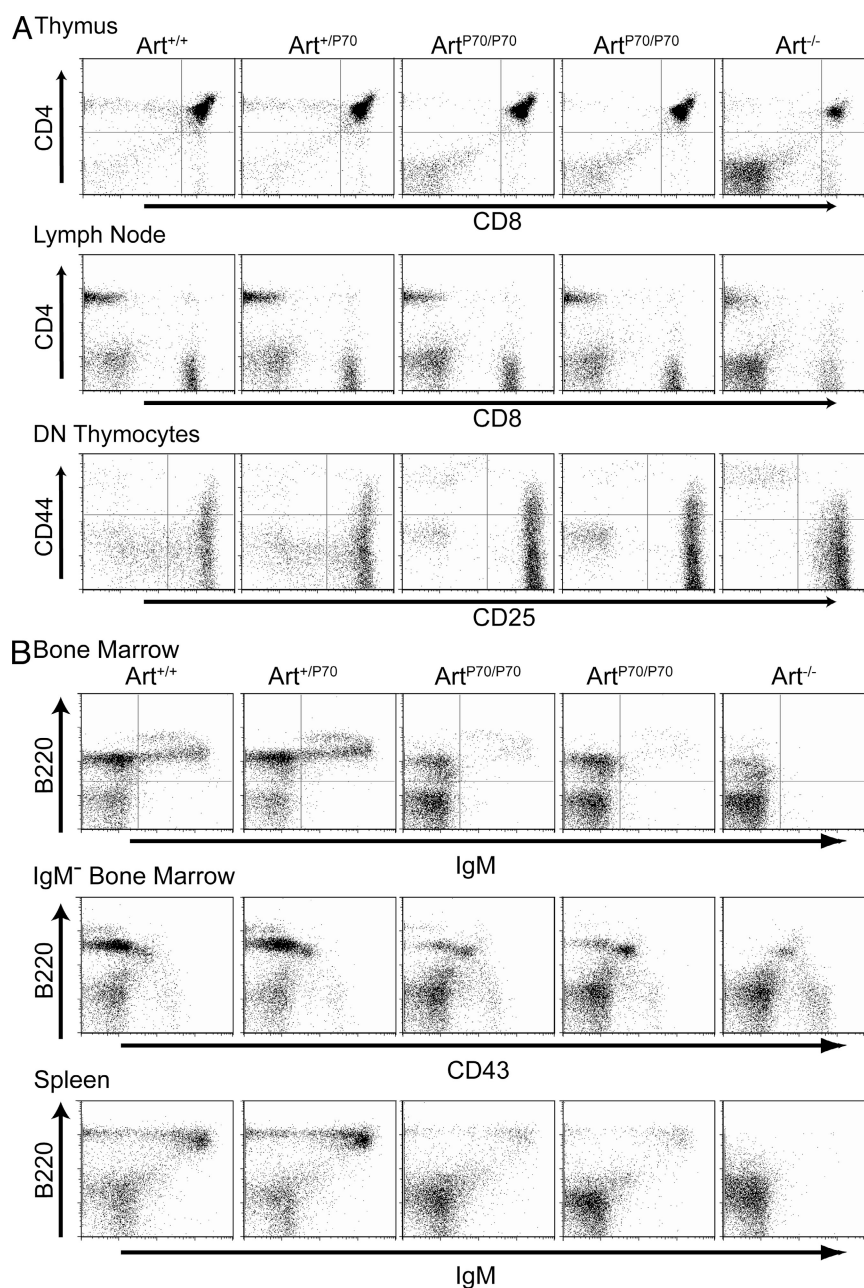 A Thymus
Art+/+ Art+/P70 ArtP70/P70 ArtP70/P70 Art-/-
CD4
CD8
Lymph Node
CD4
CD8
DN Thymocytes
CD44
CD25
B Bone Marrow
Art+/+ Art+/P70 ArtP70/P70 ArtP70/P70 Art-/-
B220
IgM
IgM- Bone Marrow
B220
CD43
Spleen
B220
IgM